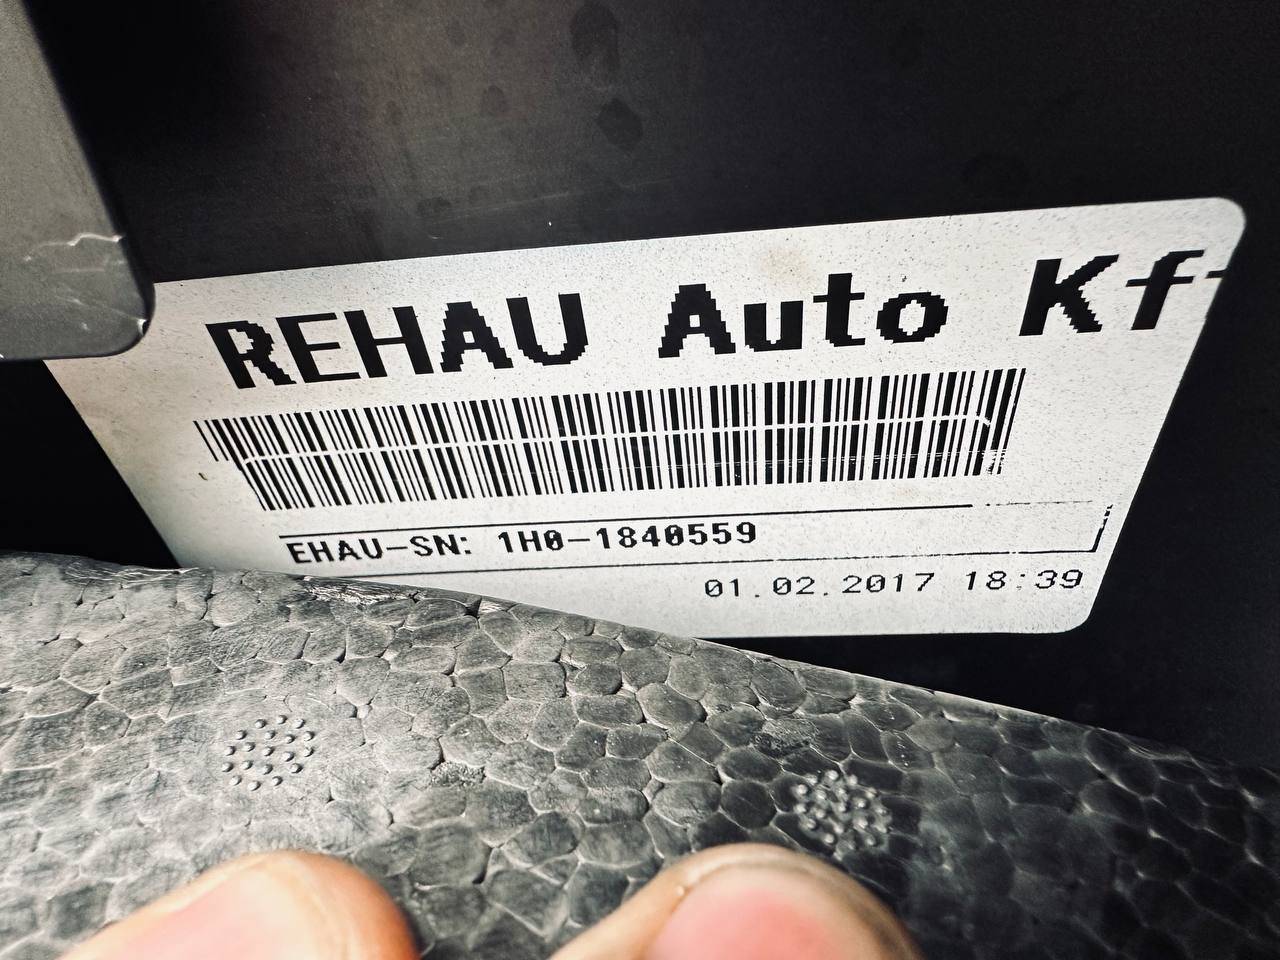 REHAU Auto Kf
EHAU-SN: 1H0-1840559
01.02.2017 18:39